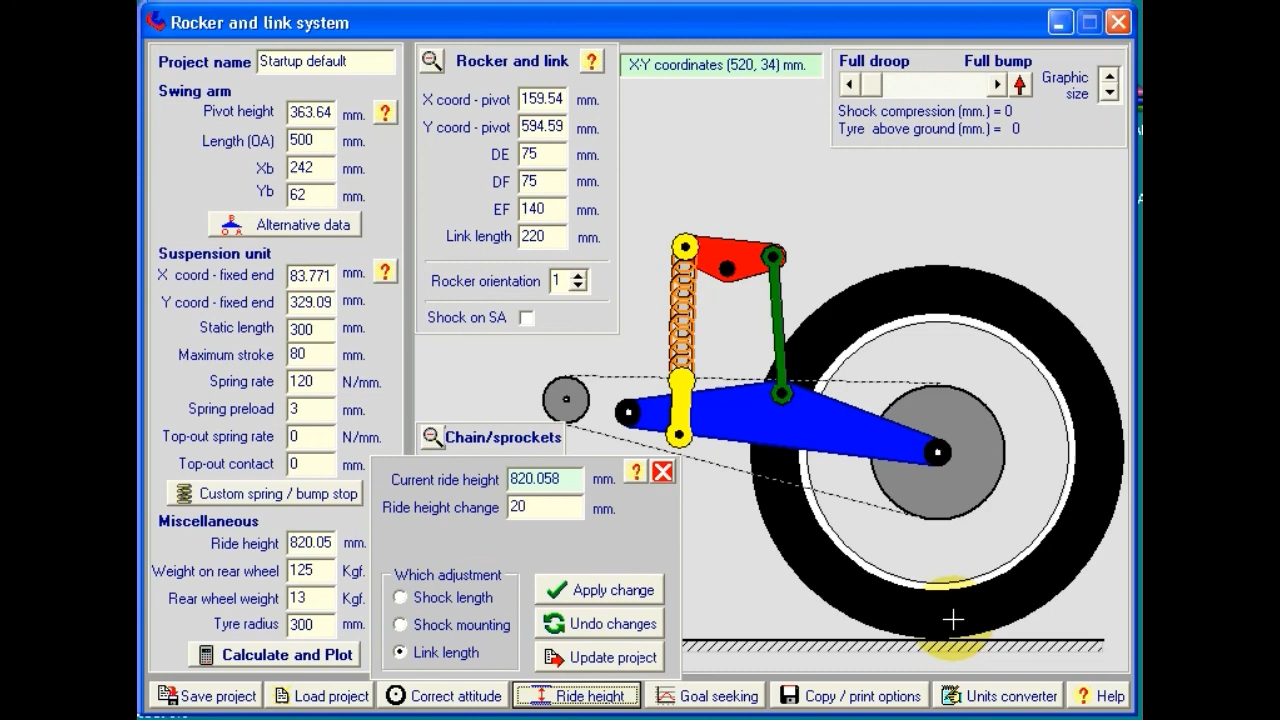 Rocker and link system
Project name Startup default
Swing arm
Pivot height 363.64 mm. ?
Length (OA) 500 mm.
Xb 242 mm.
Yb 62 mm.
B O A Alternative data
Suspension unit
X coord - fixed end 83.771 mm. ?
Y coord - fixed end 329.09 mm.
Static length 300 mm.
Maximum stroke 80 mm.
Spring rate 120 N/mm.
Spring preload 3 mm.
Top-out spring rate 0 N/mm.
Top-out contact 0 mm.
Custom spring / bump stop
Miscellaneous
Ride height 820.05 mm.
Weight on rear wheel 125 Kgf.
Rear wheel weight 13 Kgf.
Tyre radius 300 mm.
Calculate and Plot
Rocker and link ?
X coord - pivot 159.54 mm.
Y coord - pivot 594.59 mm.
DE 75 mm.
DF 75 mm.
EF 140 mm.
Link length 220 mm.
Rocker orientation 1
Shock on SA
X-Y coordinates (520, 34) mm.
Full droop Full bump
Graphic size
Shock compression (mm.) = 0
Tyre above ground (mm.) = 0
Chain/sprockets
Current ride height 820.058 mm. ?
Ride height change 20 mm.
Which adjustment
Shock length
Shock mounting
Link length
Apply change
Undo changes
Update project
Save project Load project Correct attitude Ride height Goal seeking Copy / print options Units converter ? Help